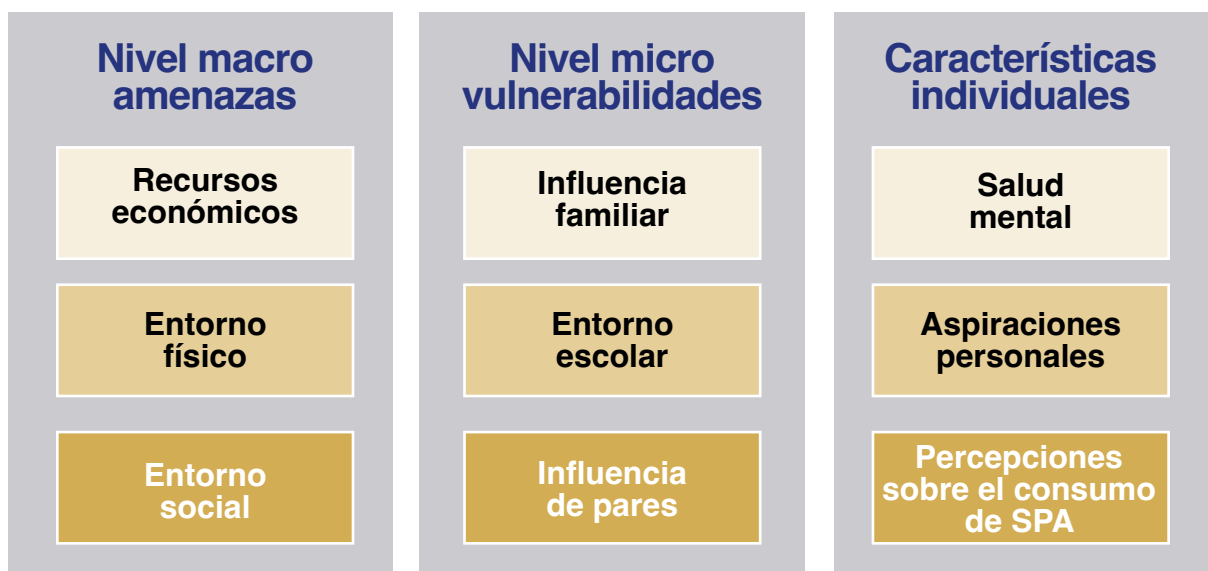 Nivel macro
amenazas
Recursos
económicos
Entorno
físico
Entorno
social
Nivel micro
vulnerabilidades
Influencia
familiar
Entorno
escolar
Influencia
de pares
Características
individuales
Salud
mental
Aspiraciones
personales
Percepciones
sobre el consumo
de SPA